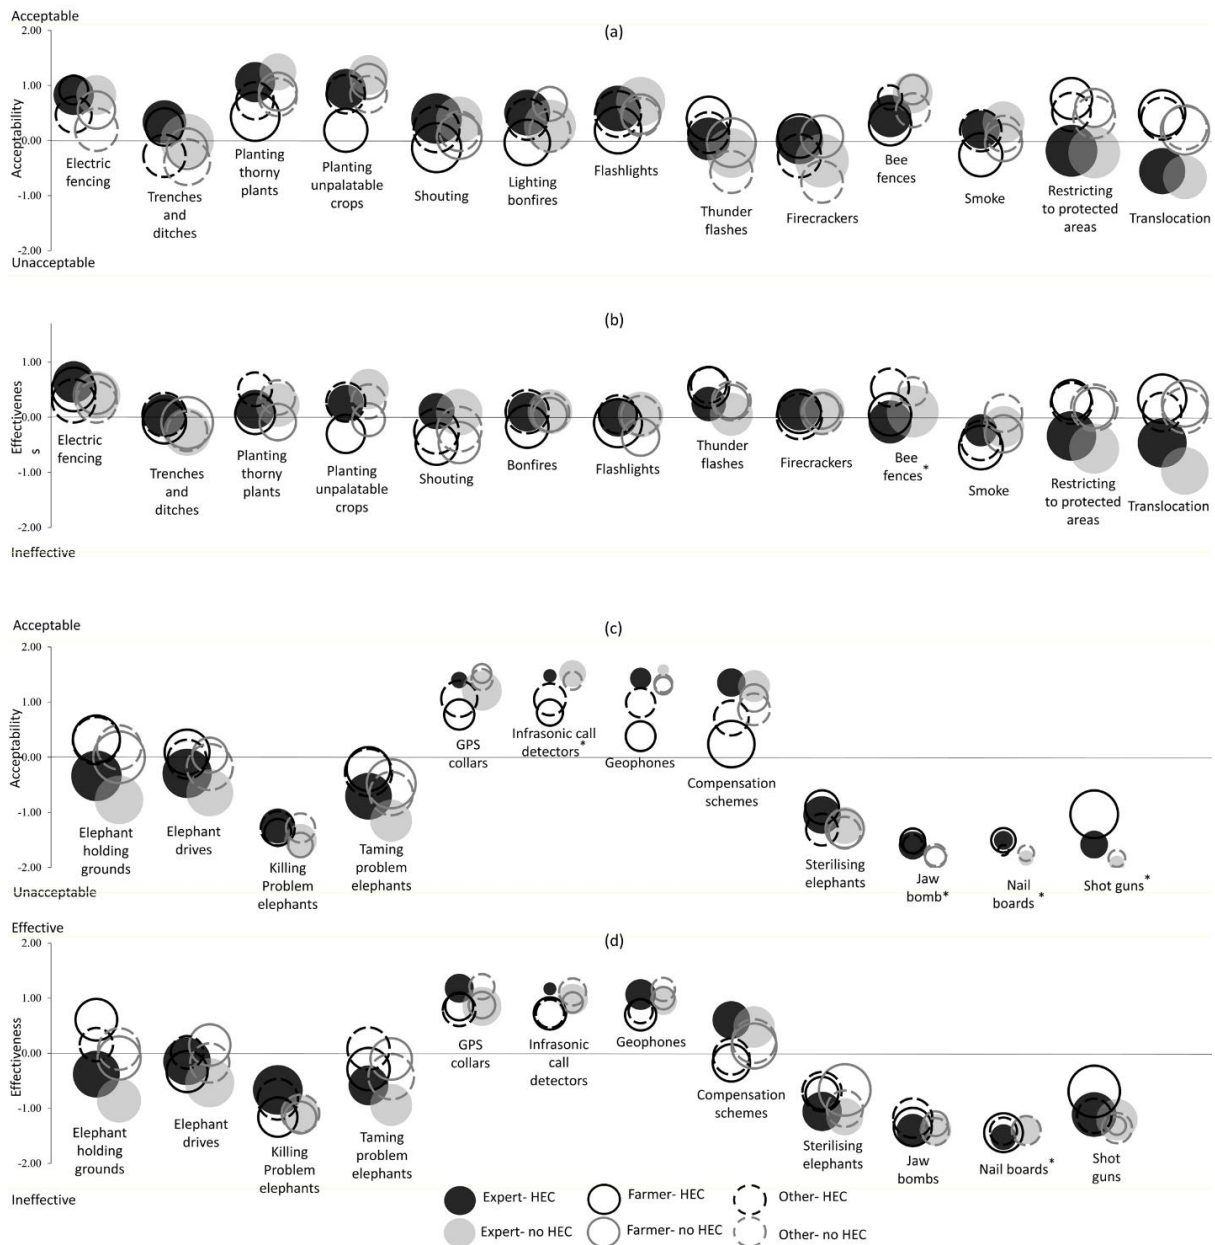 Acceptable
(a)
2.00
1.00
0.00
-1.00
-2.00
Acceptability
Electric
fencing
Trenches
and
ditches
Planting
thorny
plants
Planting
unpalatable
crops
Shouting
Lighting
bonfires
Flashlights
Thunder
flashes
Firecrackers
Bee
fences
Smoke
Restricting
to protected
areas
Translocation
Unacceptable
(b)
1.00
0.00
-1.00
-2.00
Effectivenes
s
Electric
fencing
Trenches
and
ditches
Planting
thorny
plants
Planting
unpalatable
crops
Shouting
Bonfires
Flashlights
Thunder
flashes
Firecrackers
Bee
fences*
Smoke
Restricting
to protected
areas
Translocation
Ineffective
Acceptable
(c)
2.00
1.00
0.00
-1.00
-2.00
Acceptability
Elephant
holding
grounds
Elephant
drives
Killing
Problem
elephants
Taming
problem
elephants
GPS
collars
Infrasonic call
detectors*
Geophones
Compensation
schemes
Sterilising
elephants
Jaw
bomb*
Nail
boards*
Shot guns*
Unacceptable
Effective
(d)
2.00
1.00
0.00
-1.00
-2.00
Effectiveness
Elephant
holding
grounds
Elephant
drives
Killing
Problem
elephants
Taming
problem
elephants
GPS
collars
Infrasonic
call
detectors
Geophones
Compensation
schemes
Sterilising
elephants
Jaw
bombs
Nail boards*
Shot
guns
Ineffective
Expert- HEC
Farmer- HEC
Other- HEC
Expert- no HEC
Farmer- no HEC
Other- no HEC